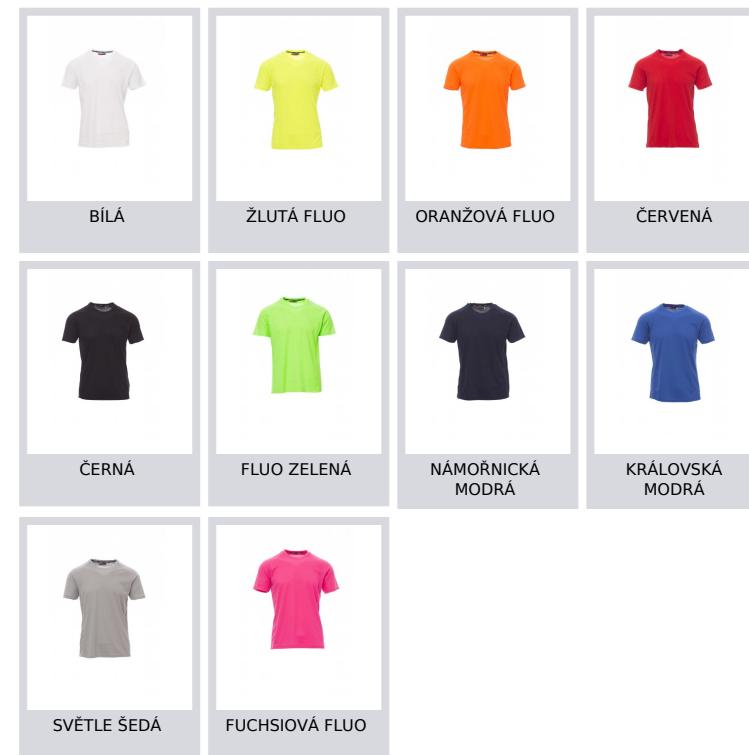 BÍLÁ
ŽLUTÁ FLUO
ORANŽOVÁ FLUO
ČERVENÁ
ČERNÁ
FLUO ZELENÁ
NÁMOŘNICKÁ
MODRÁ
KRÁLOVSKÁ
MODRÁ
SVĚTLE ŠEDÁ
FUCHSIOVÁ FLUO